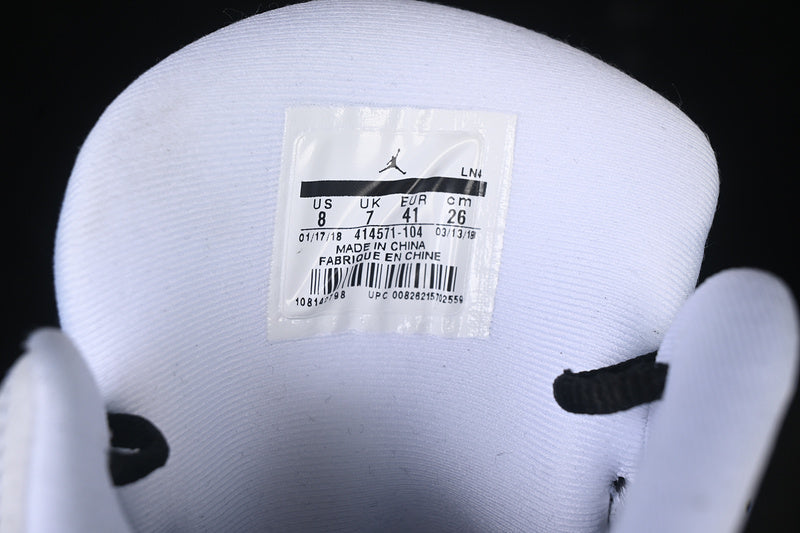 LN4
US UK EUR cm
8 7 41 26
01/17/18 414571-104 03/13/18
MADE IN CHINA
FABRIQUE EN CHINE
UPC 00826215702559